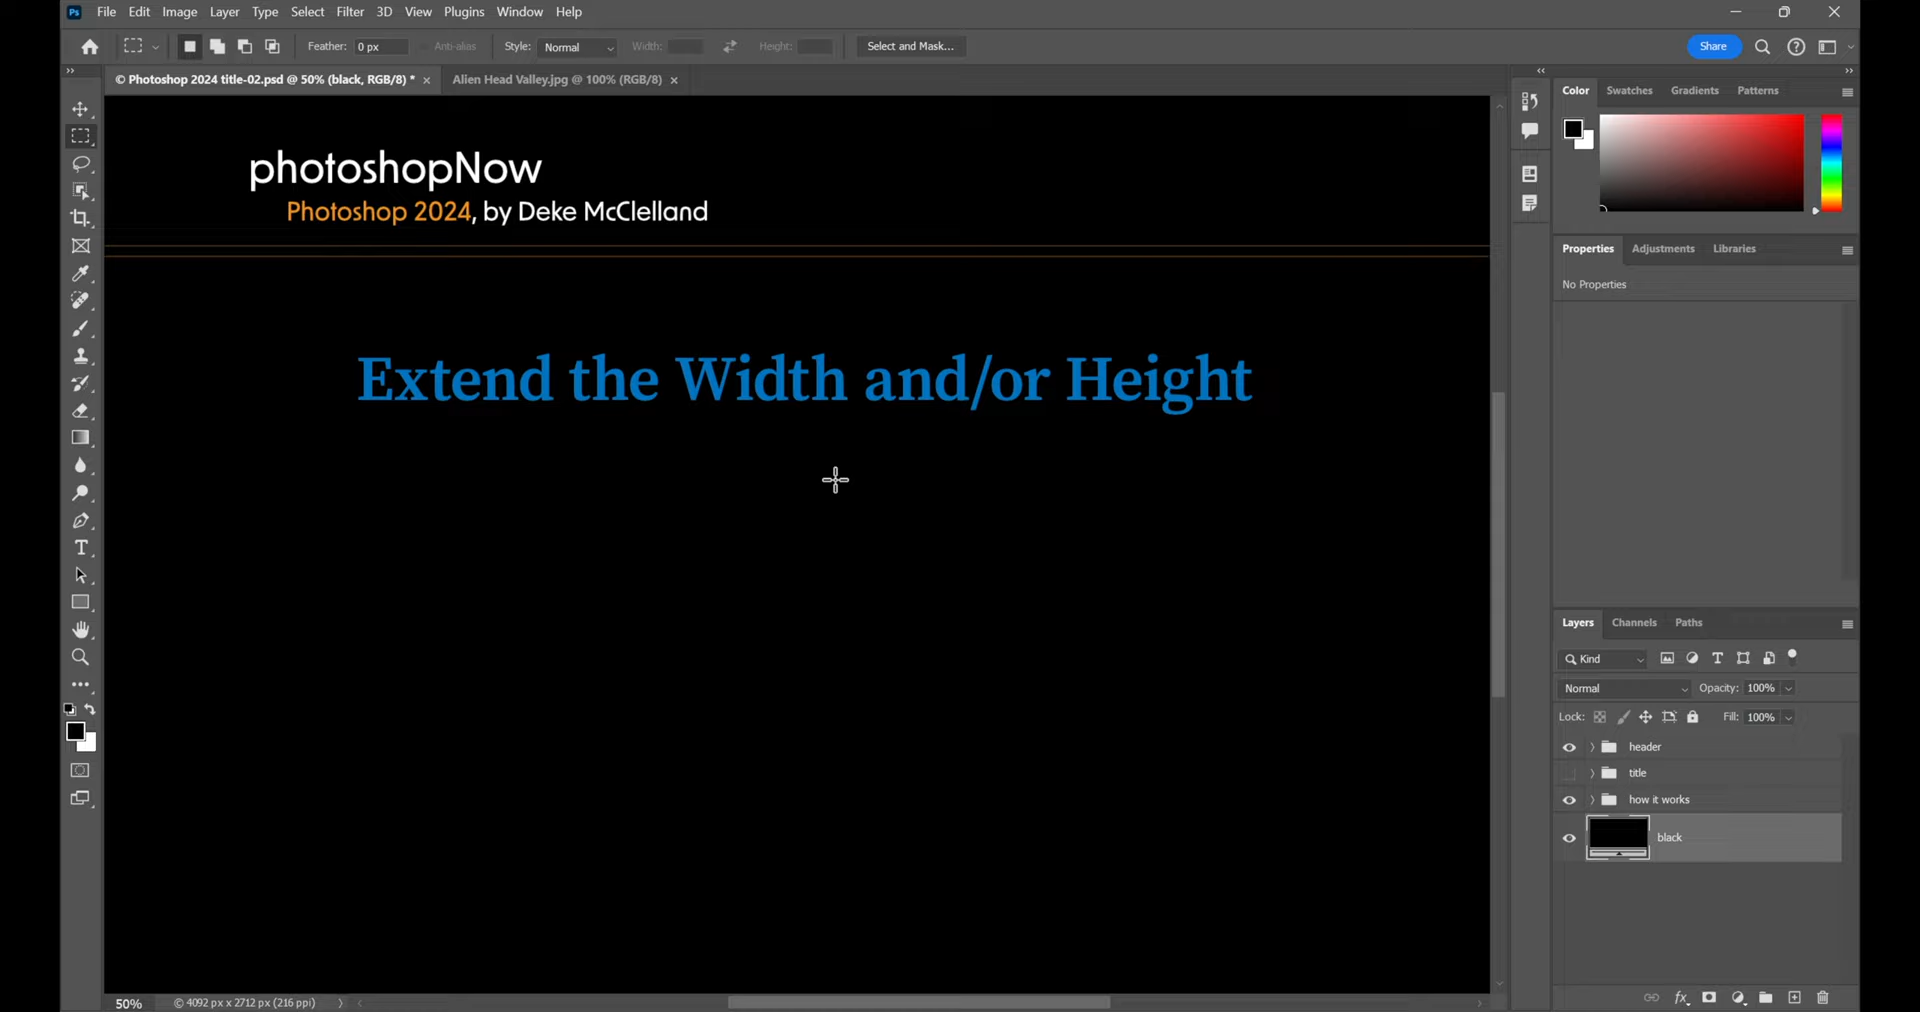 Ps File Edit Image Layer Type Select Filter 3D View Plugins Window Help
Feather: 0 px Anti-alias Style: Normal Width: Height: Select and Mask... Share
© Photoshop 2024 title-02.psd @ 50% (black, RGB/8) * Alien Head Valley.jpg @ 100% (RGB/8)
Color Swatches Gradients Patterns
photoshopNow
Photoshop 2024, by Deke McClelland
Properties Adjustments Libraries
No Properties
Extend the Width and/or Height
Layers Channels Paths
Kind
Normal Opacity: 100%
Lock: Fill: 100%
header
title
how it works
black
50% © 4092 px x 2712 px (216 ppi)